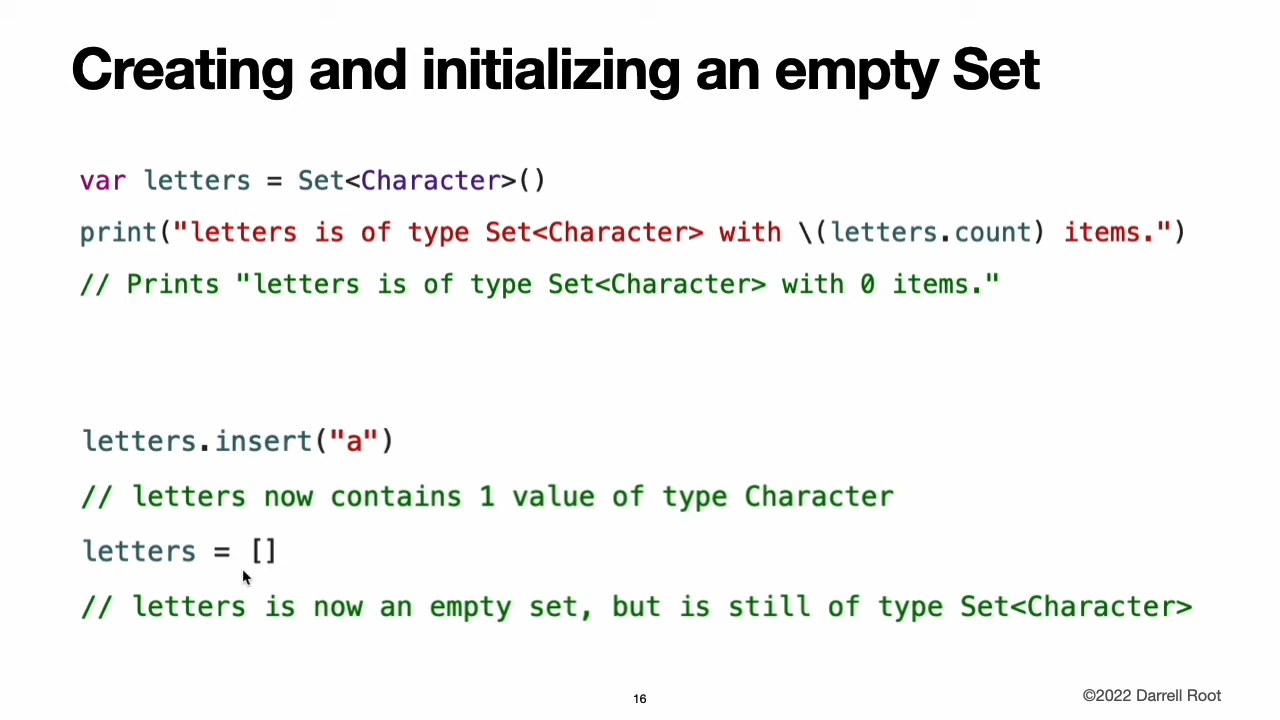 Creating and initializing an empty Set
var letters = Set<Character>()
print("letters is of type Set<Character> with \(letters.count) items.")
// Prints "letters is of type Set<Character> with 0 items."
letters.insert("a")
// letters now contains 1 value of type Character
letters = []
// letters is now an empty set, but is still of type Set<Character>
16
©2022 Darrell Root